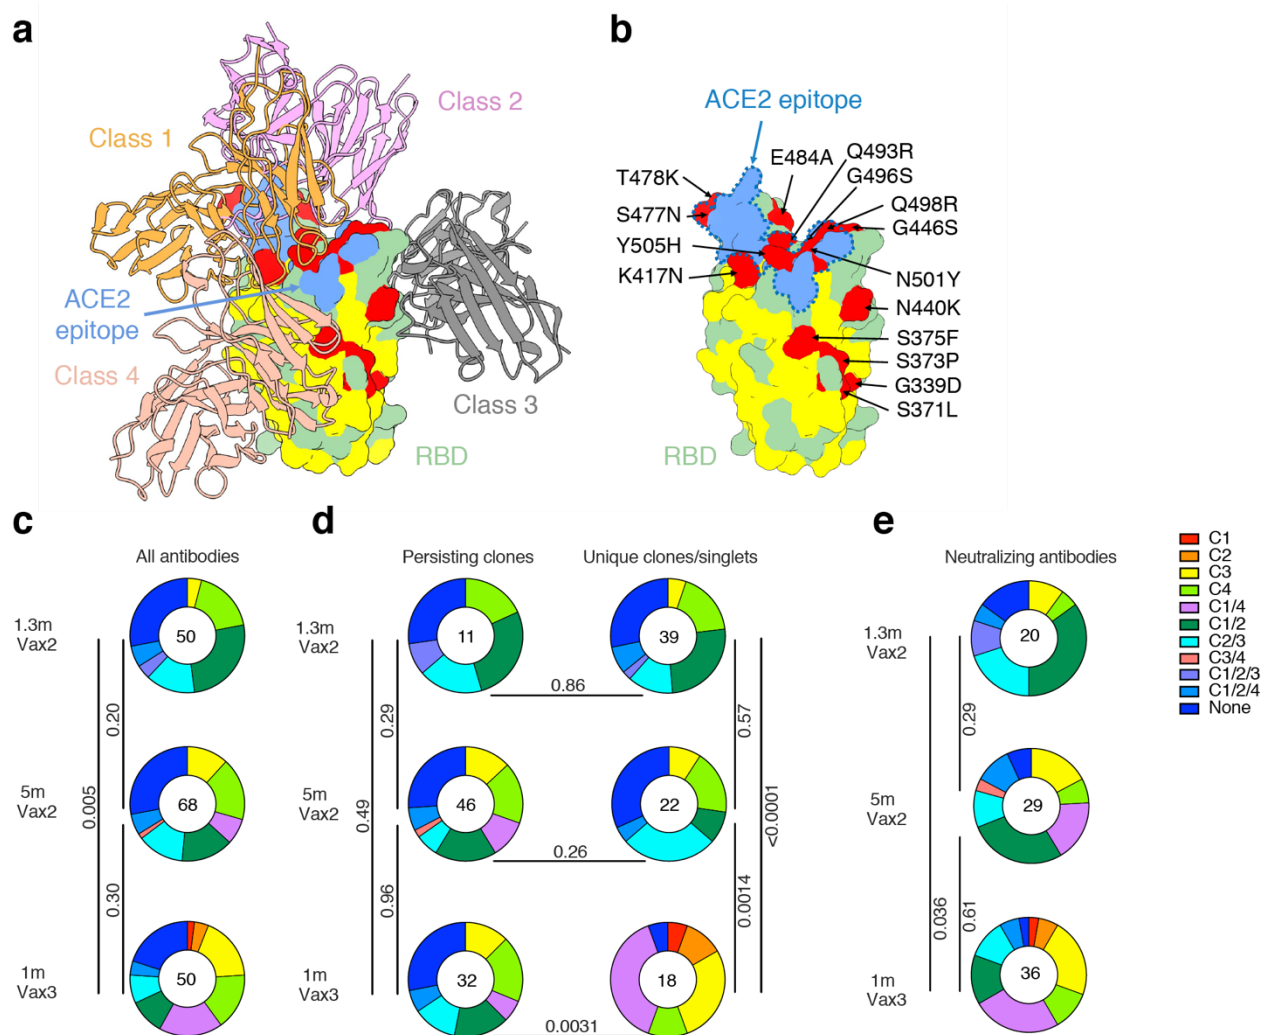 a
Class 2
Class 1
ACE2
epitope
Class 4
Class 3
RBD
b
ACE2 epitope
E484A
Q493R
G496S
T478K
Q498R
S477N
G446S
Y505H
K417N
N501Y
N440K
S375F
S373P
G339D
S371L
RBD
c
All antibodies
1.3m
Vax2
50
5m
Vax2
68
1m
Vax3
50
0.005
0.20
0.30
d
Persisting clones
Unique clones/singlets
1.3m
Vax2
11
39
0.86
5m
Vax2
46
22
0.26
1m
Vax3
32
18
0.0031
0.49
0.29
0.96
0.57
0.0014
<0.0001
e
Neutralizing antibodies
1.3m
Vax2
20
5m
Vax2
29
1m
Vax3
36
0.29
0.036
0.61
C1
C2
C3
C4
C1/4
C1/2
C2/3
C3/4
C1/2/3
C1/2/4
None